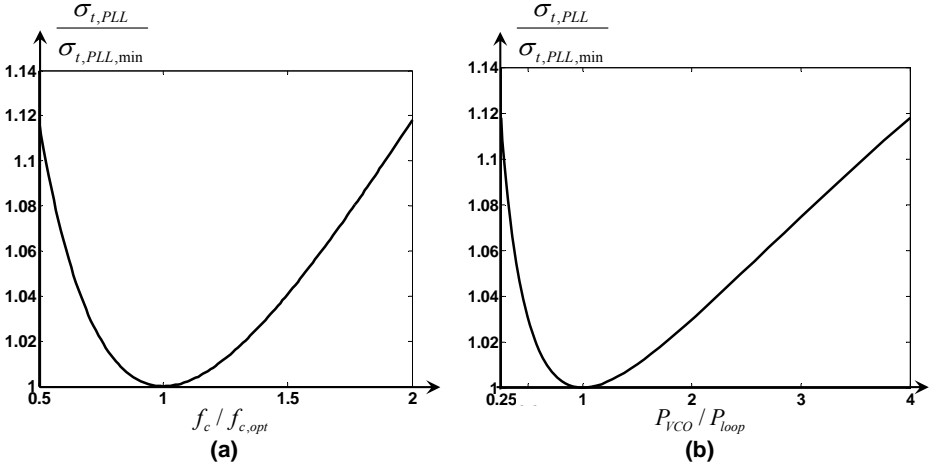 σt,PLL
σt,PLL,min
1.14
1.12
1.1
1.08
1.06
1.04
1.02
1
0.5 1 1.5 2
fc / fc,opt
(a)
σt,PLL
σt,PLL,min
1.14
1.12
1.1
1.08
1.06
1.04
1.02
1
0.25 1 2 3 4
PVCO / Ploop
(b)